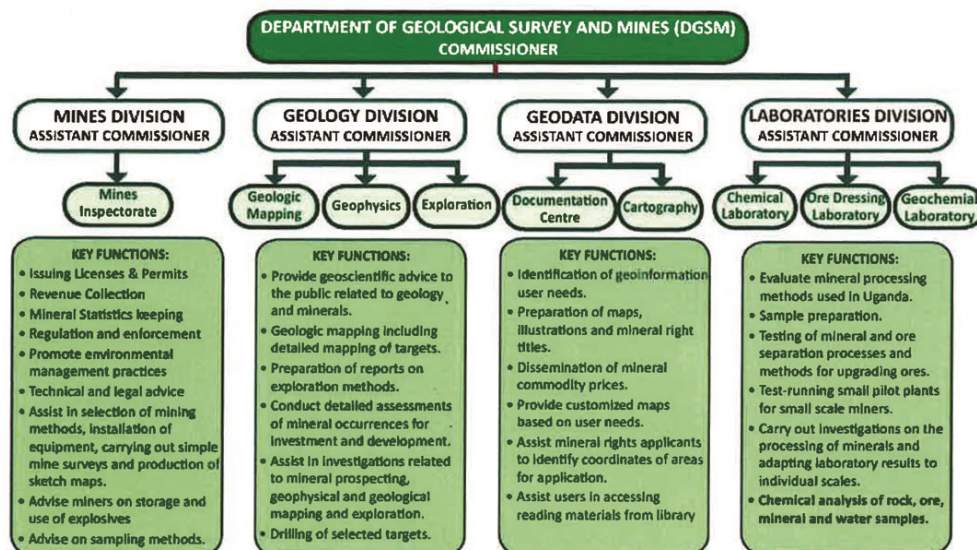 DEPARTMENT OF GEOLOGICAL SURVEY AND MINES (DGSM)
COMMISSIONER
MINES DIVISION
ASSISTANT COMMISSIONER
GEOLOGY DIVISION
ASSISTANT COMMISSIONER
GEODATA DIVISION
ASSISTANT COMMISSIONER
LABORATORIES DIVISION
ASSISTANT COMMISSIONER
Mines
Inspectorate
Geologic
Mapping
Geophysics
Exploration
Documentation
Centre
Cartography
Chemical
Laboratory
Ore Dressing
Laboratory
Geochemial
Laboratory
KEY FUNCTIONS:
• Issuing Licenses & Permits
• Revenue Collection
• Mineral Statistics keeping
• Regulation and enforcement
• Promote environmental
management practices
• Technical and legal advice
• Assist in selection of mining
methods, installation of
equipment, carrying out simple
mine surveys and production of
sketch maps.
• Advise miners on storage and
use of explosives
• Advise on sampling methods.
KEY FUNCTIONS:
• Provide geoscientific advice to
the public related to geology
and minerals.
• Geologic mapping including
detailed mapping of targets.
• Preparation of reports on
exploration methods.
• Conduct detailed assessments
of mineral occurrences for
investment and development.
• Assist in investigations related
to mineral prospecting,
geophysical and geological
mapping and exploration.
• Drilling of selected targets.
KEY FUNCTIONS:
• Identification of geoinformation
user needs.
• Preparation of maps,
illustrations and mineral right
titles.
• Dissemination of mineral
commodity prices.
• Provide customized maps
based on user needs.
• Assist mineral rights applicants
to identify coordinates of areas
for application.
• Assist users in accessing
reading materials from library
KEY FUNCTIONS:
• Evaluate mineral processing
methods used in Uganda.
• Sample preparation.
• Testing of mineral and ore
separation processes and
methods for upgrading ores.
• Test-running small pilot plants
for small scale miners.
• Carry out investigations on the
processing of minerals and
adapting laboratory results to
individual scales.
• Chemical analysis of rock, ore,
mineral and water samples.